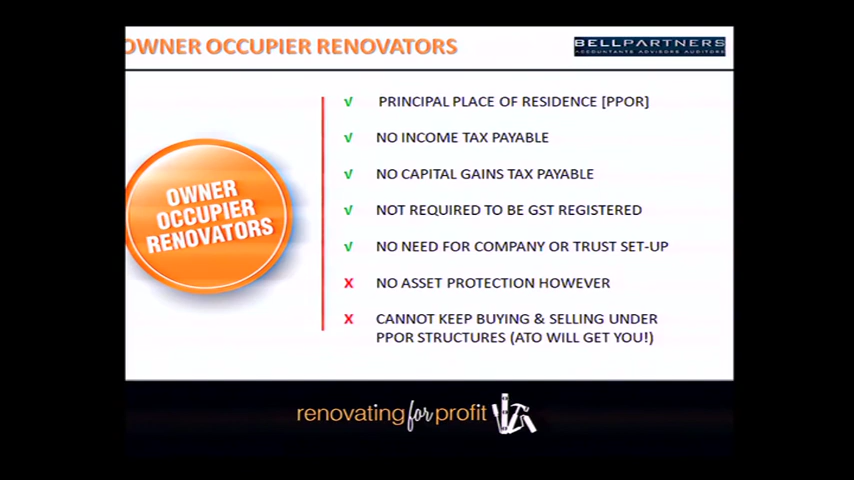 OWNER OCCUPIER RENOVATORS
BELLPARTNERS
ACCOUNTANTS ADVISORS AUDITORS
OWNER
OCCUPIER
RENOVATORS
√ PRINCIPAL PLACE OF RESIDENCE [PPOR]
√ NO INCOME TAX PAYABLE
√ NO CAPITAL GAINS TAX PAYABLE
√ NOT REQUIRED TO BE GST REGISTERED
√ NO NEED FOR COMPANY OR TRUST SET-UP
X NO ASSET PROTECTION HOWEVER
X CANNOT KEEP BUYING & SELLING UNDER
PPOR STRUCTURES (ATO WILL GET YOU!)
renovating for profit